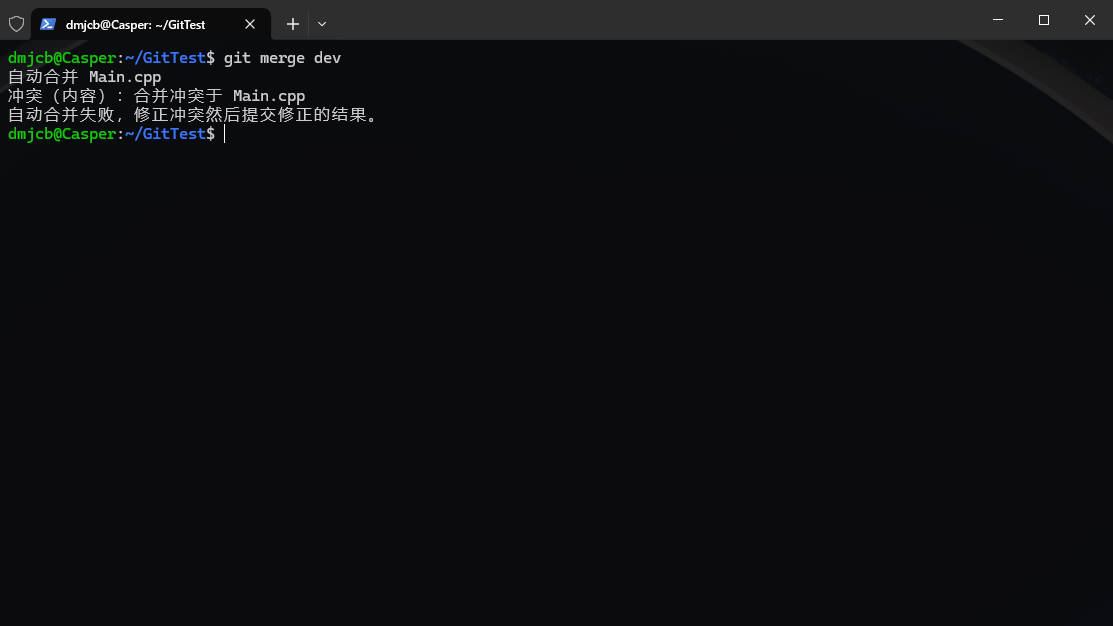 dmjcb@Casper: ~/GitTest
dmjcb@Casper:~/GitTest$ git merge dev
自动合并 Main.cpp
冲突（内容）：合并冲突于 Main.cpp
自动合并失败，修正冲突然后提交修正的结果。
dmjcb@Casper:~/GitTest$